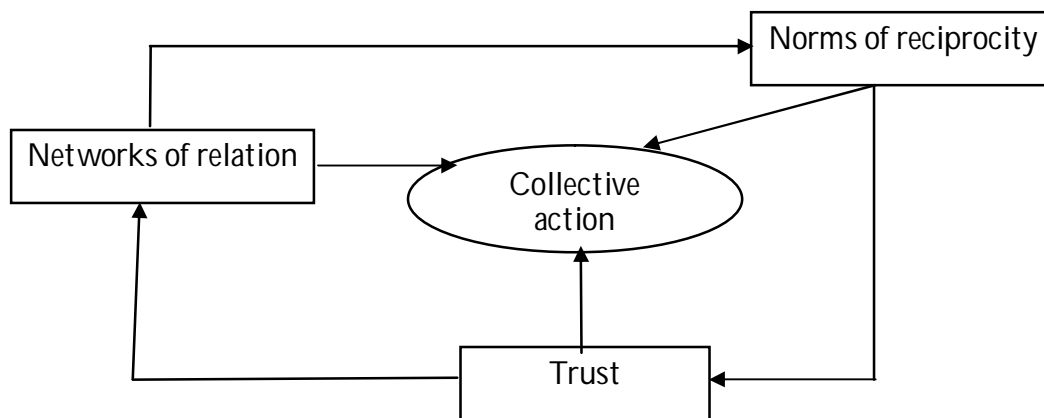 Norms of reciprocity
Networks of relation
Collective
action
Trust